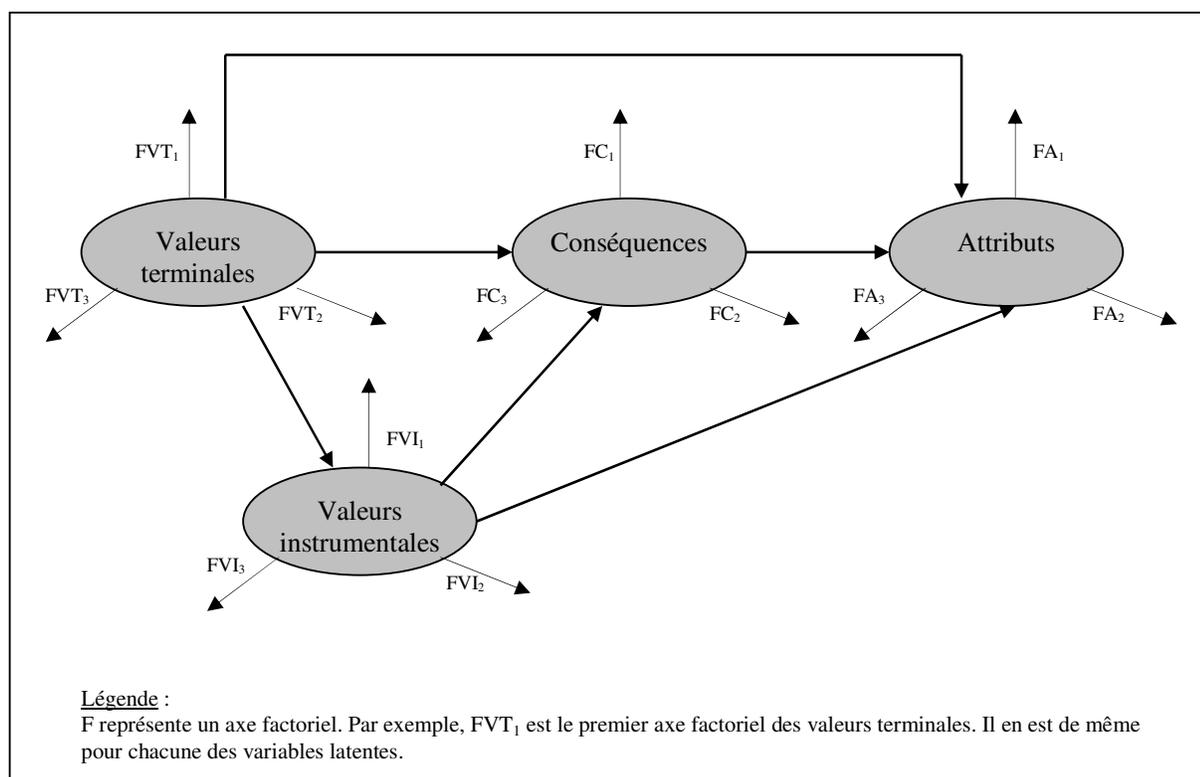 FVT₁
FC₁
FA₁
Valeurs
terminales
Conséquences
Attributs
FVT₃
FVT₂
FC₃
FC₂
FA₃
FA₂
FVI₁
Valeurs
instrumentales
FVI₃
FVI₂
Légende :
F représente un axe factoriel. Par exemple, FVT₁ est le premier axe factoriel des valeurs terminales. Il en est de même
pour chacune des variables latentes.